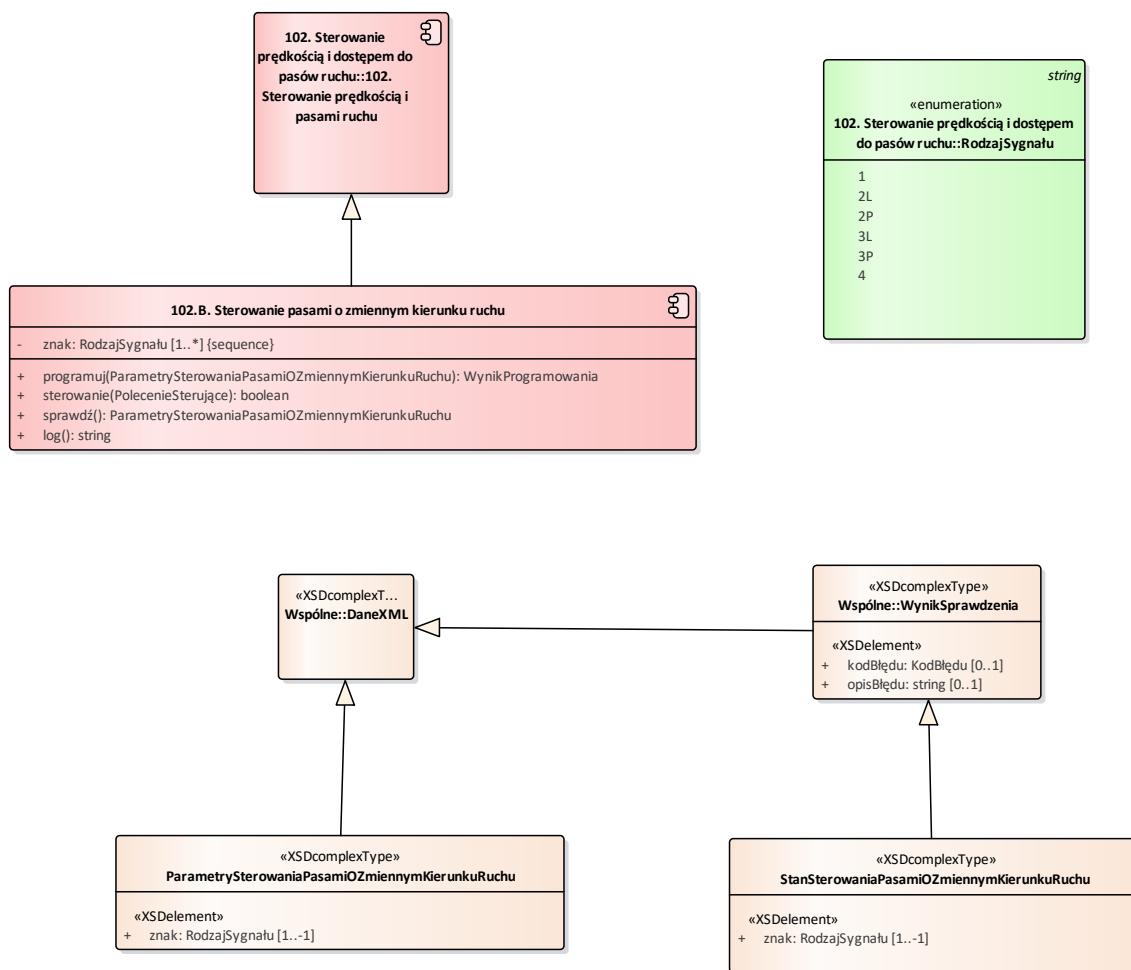 102. Sterowanie
prędkością i dostępem do
pasów ruchu::102.
Sterowanie prędkością i
pasami ruchu
string
«enumeration»
102. Sterowanie prędkością i dostępem
do pasów ruchu::RodzajSygnału
1
2L
2P
3L
3P
4
102.B. Sterowanie pasami o zmiennym kierunku ruchu
- znak: RodzajSygnału [1..*] {sequence}
+ programuj(ParametrySterowaniaPasamiOZmiennymKierunkuRuchu): WynikProgramowania
+ sterowanie(PolecenieSterujące): boolean
+ sprawdź(): ParametrySterowaniaPasamiOZmiennymKierunkuRuchu
+ log(): string
«XSDcomplexT...
Wspólne::DaneXML
«XSDcomplexType»
Wspólne::WynikSprawdzenia
«XSDelement»
+ kodBłędu: KodBłędu [0..1]
+ opisBłędu: string [0..1]
«XSDcomplexType»
ParametrySterowaniaPasamiOZmiennymKierunkuRuchu
«XSDelement»
+ znak: RodzajSygnału [1..-1]
«XSDcomplexType»
StanSterowaniaPasamiOZmiennymKierunkuRuchu
«XSDelement»
+ znak: RodzajSygnału [1..-1]